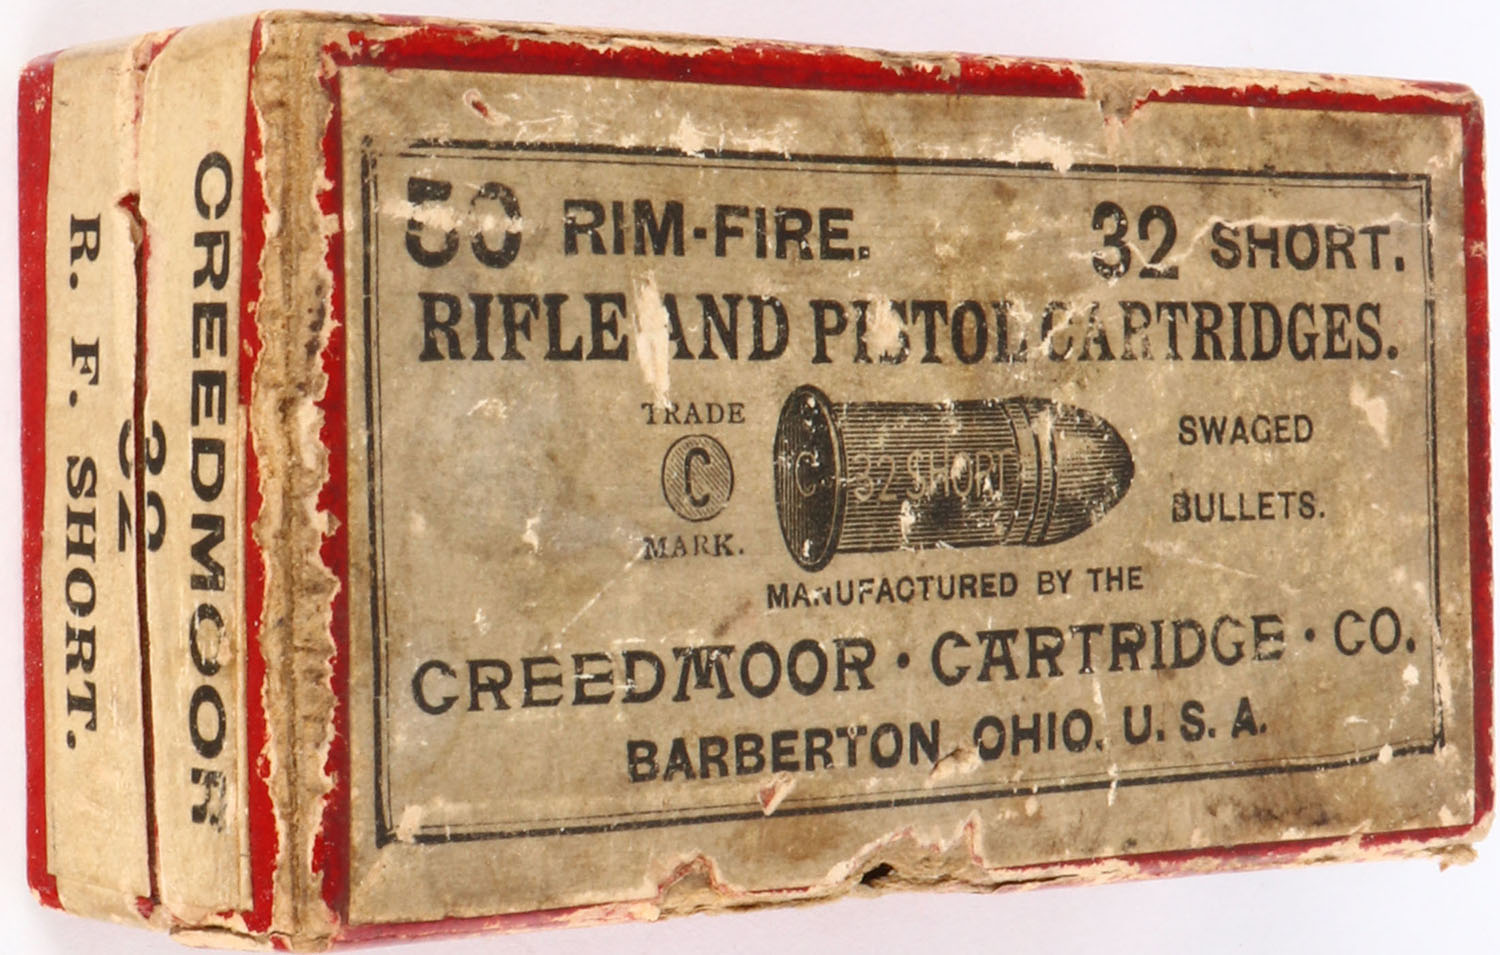 50 RIM-FIRE. 32 SHORT.
RIFLE AND PISTOL CARTRIDGES.
TRADE
C
MARK.
C 32 SHORT
SWAGED
BULLETS.
MANUFACTURED BY THE
CREEDMOOR · CARTRIDGE · CO.
BARBERTON, OHIO, U. S. A.
CREEDMOOR
32
R. F. SHORT.